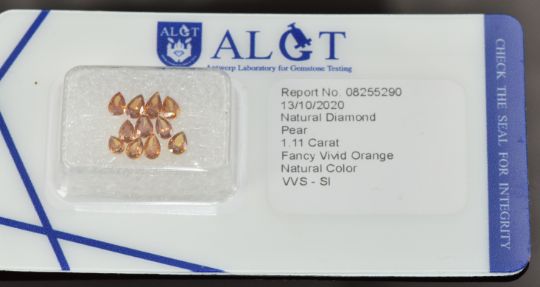 ALGT
ALGT
Antwerp Laboratory for Gemstone Testing
Report No. 08255290
13/10/2020
Natural Diamond
Pear
1.11 Carat
Fancy Vivid Orange
Natural Color
VVS - SI
CHECK THE SEAL FOR INTEGRITY